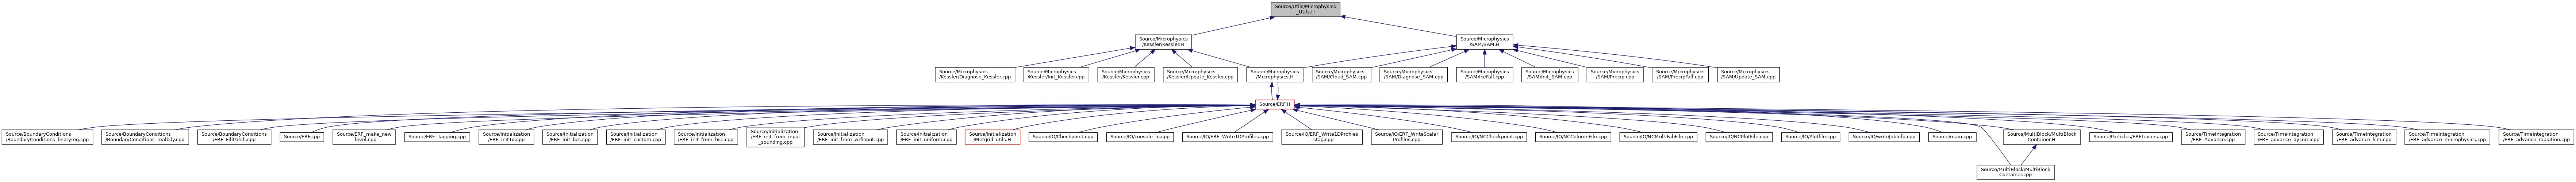 Source/Utils/Microphysics
_Utils.H
Source/Microphysics
/Kessler/Kessler.H
Source/Microphysics
/SAM/SAM.H
Source/Microphysics
/Kessler/Diagnose_Kessler.cpp
Source/Microphysics
/Kessler/Init_Kessler.cpp
Source/Microphysics
/Kessler/Kessler.cpp
Source/Microphysics
/Kessler/Update_Kessler.cpp
Source/Microphysics
/Microphysics.H
Source/Microphysics
/SAM/Cloud_SAM.cpp
Source/Microphysics
/SAM/Diagnose_SAM.cpp
Source/Microphysics
/SAM/IceFall.cpp
Source/Microphysics
/SAM/Init_SAM.cpp
Source/Microphysics
/SAM/Precip.cpp
Source/Microphysics
/SAM/PrecipFall.cpp
Source/Microphysics
/SAM/Update_SAM.cpp
Source/ERF.H
Source/BoundaryConditions
/BoundaryConditions_bndryreg.cpp
Source/BoundaryConditions
/BoundaryConditions_realbdy.cpp
Source/BoundaryConditions
/ERF_FillPatch.cpp
Source/ERF.cpp
Source/ERF_make_new
_level.cpp
Source/ERF_Tagging.cpp
Source/Initialization
/ERF_init1d.cpp
Source/Initialization
/ERF_init_bcs.cpp
Source/Initialization
/ERF_init_custom.cpp
Source/Initialization
/ERF_init_from_hse.cpp
Source/Initialization
/ERF_init_from_input
_sounding.cpp
Source/Initialization
/ERF_init_from_wrfinput.cpp
Source/Initialization
/ERF_init_uniform.cpp
Source/Initialization
/Metgrid_utils.H
Source/IO/Checkpoint.cpp
Source/IO/console_io.cpp
Source/IO/ERF_Write1DProfiles.cpp
Source/IO/ERF_Write1DProfiles
_stag.cpp
Source/IO/ERF_WriteScalar
Profiles.cpp
Source/IO/NCCheckpoint.cpp
Source/IO/NCColumnFile.cpp
Source/IO/NCMultiFabFile.cpp
Source/IO/NCPlotFile.cpp
Source/IO/Plotfile.cpp
Source/IO/writeJobInfo.cpp
Source/main.cpp
Source/MultiBlock/MultiBlock
Container.H
Source/Particles/ERFTracers.cpp
Source/TimeIntegration
/ERF_Advance.cpp
Source/TimeIntegration
/ERF_advance_dycore.cpp
Source/TimeIntegration
/ERF_advance_lsm.cpp
Source/TimeIntegration
/ERF_advance_microphysics.cpp
Source/TimeIntegration
/ERF_advance_radiation.cpp
Source/MultiBlock/MultiBlock
Container.cpp